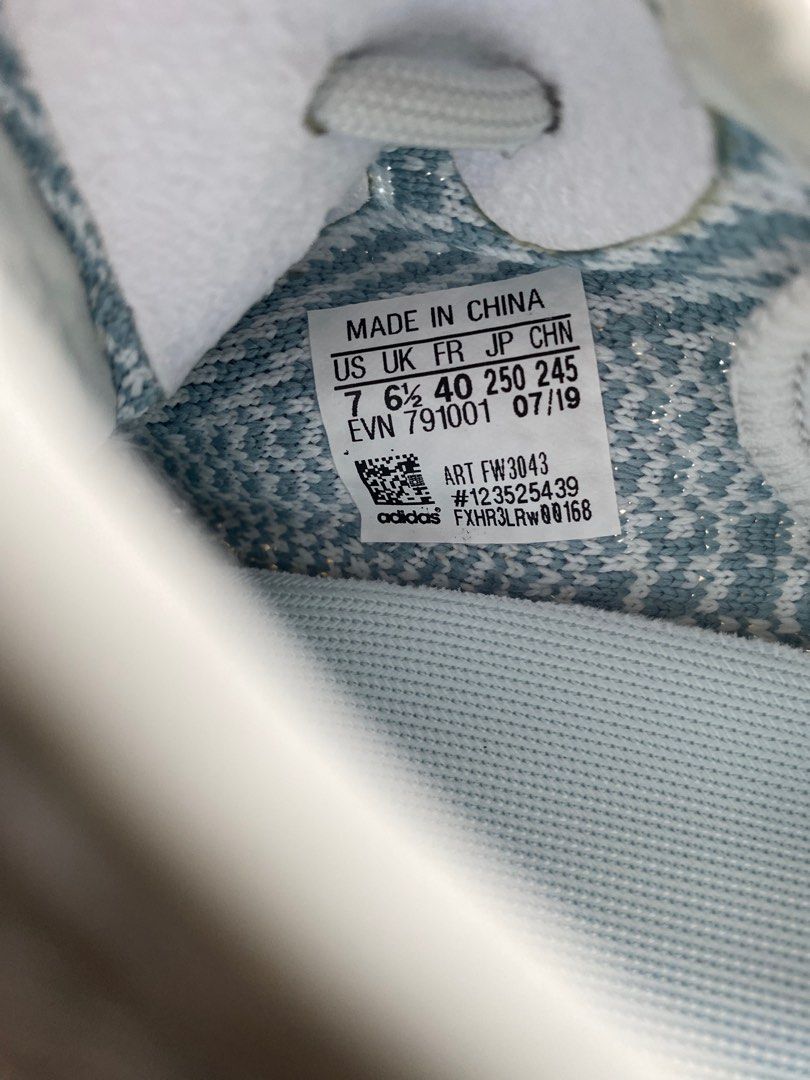 MADE IN CHINA
US UK FR JP CHN
7 6½ 40 250 245
EVN 791001 07/19
ART FW3043
#123525439
adidas® FXHR3LRw00168